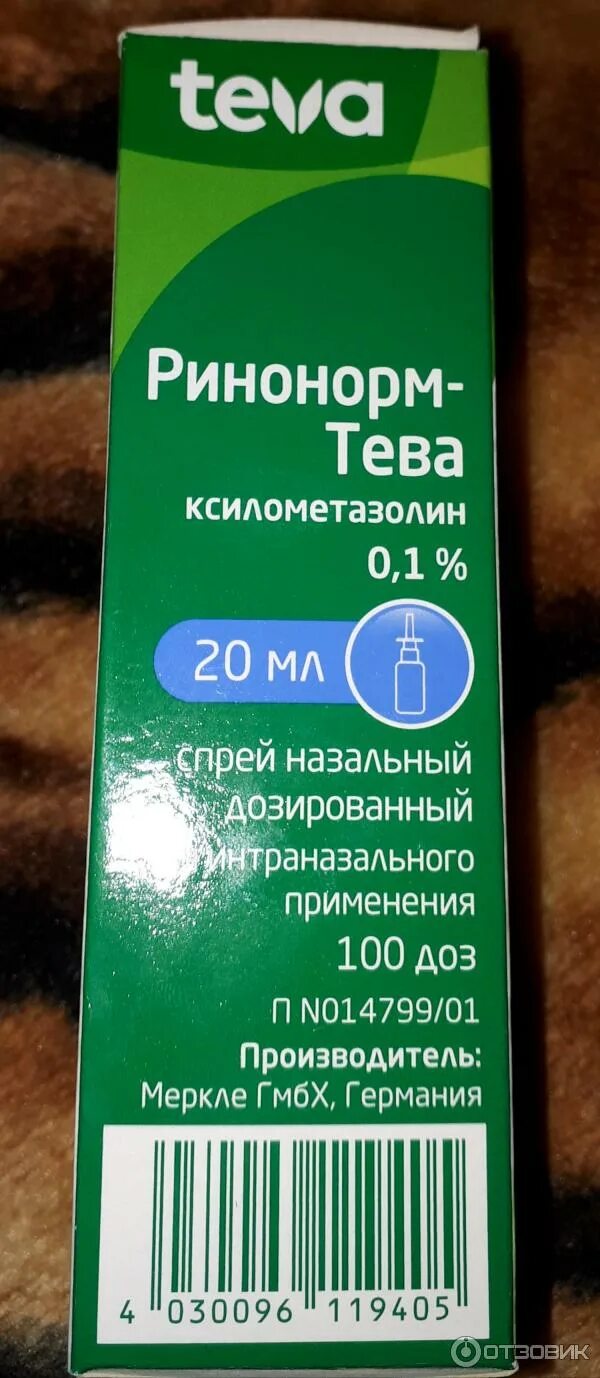 teva
Ринонорм-
Тева
ксилометазолин
0,1 %
20 мл
спрей назальный
дозированный
интраназального
применения
100 доз
П N014799/01
Производитель:
Меркле ГмбХ, Германия
4 030096 119405
ОТЗОВИК